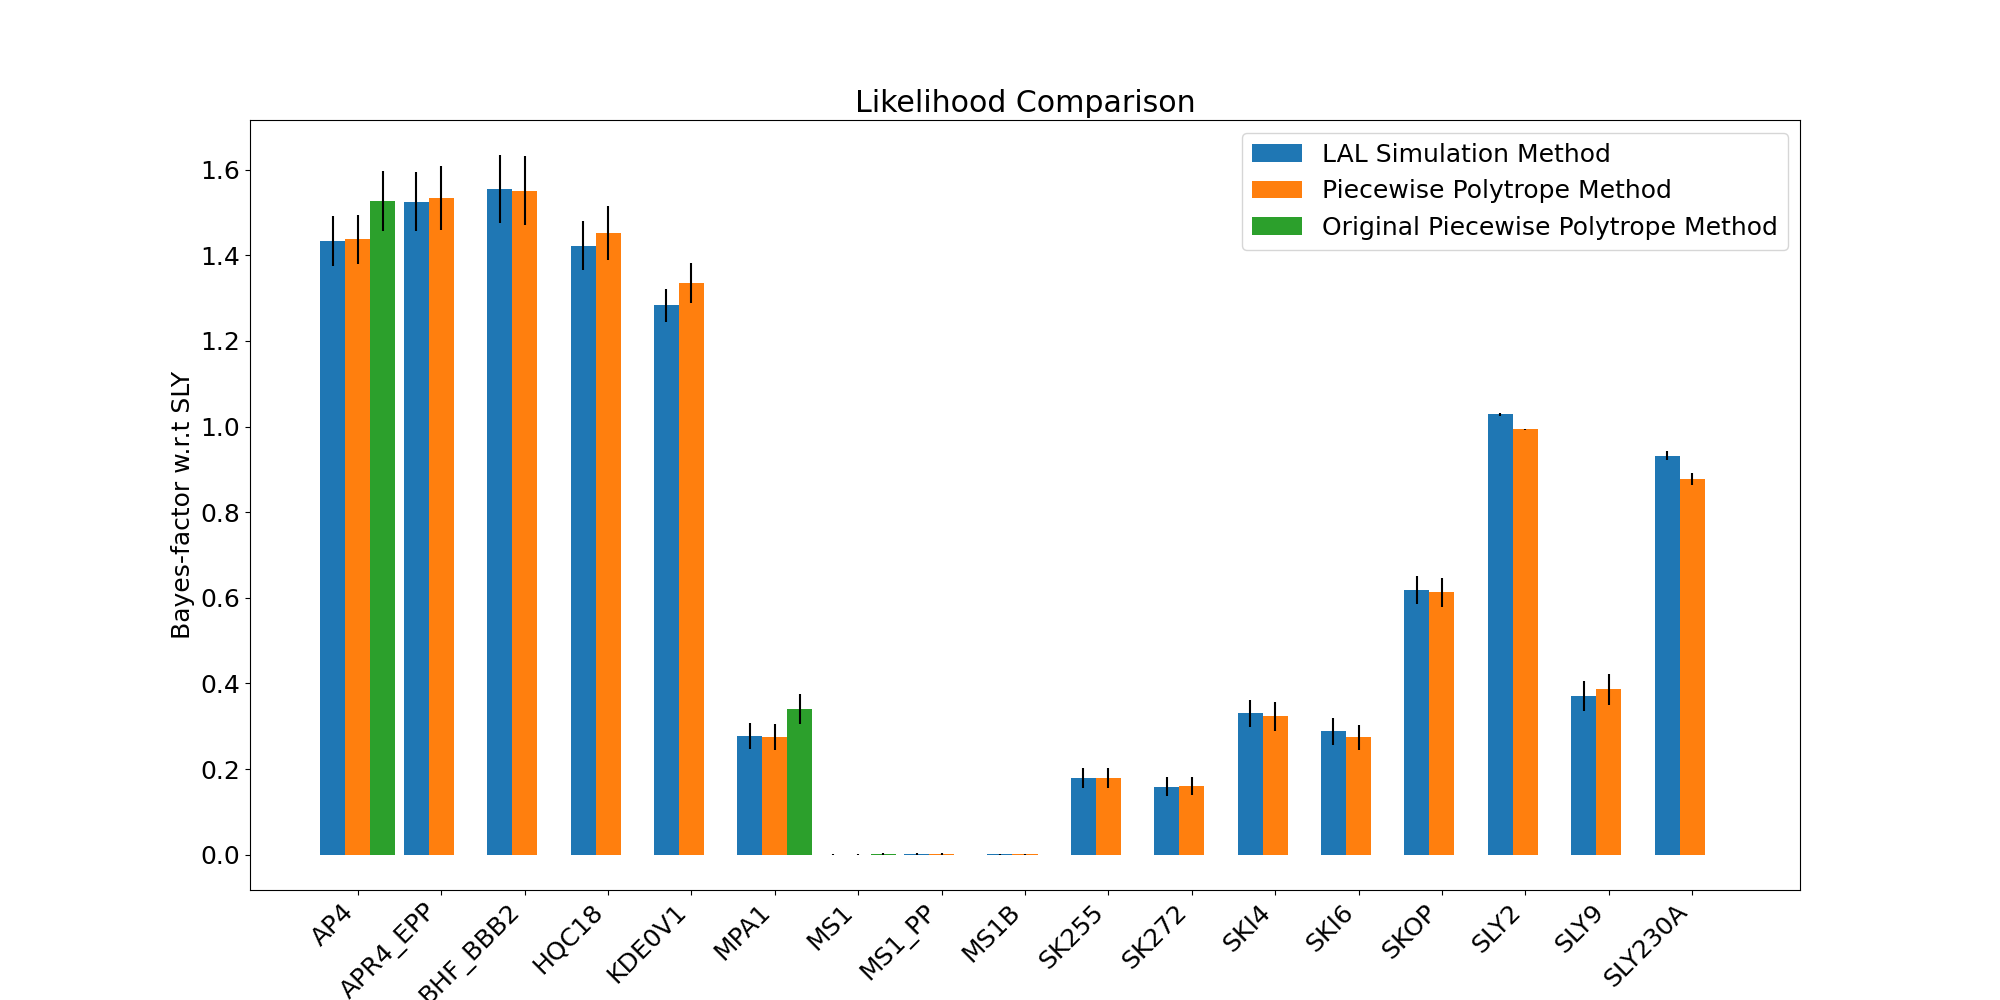 Likelihood Comparison
LAL Simulation Method
Piecewise Polytrope Method
Original Piecewise Polytrope Method
Bayes-factor w.r.t SLY
1.6
1.4
1.2
1.0
0.8
0.6
0.4
0.2
0.0
AP4
APR4_EPP
BHF_BBB2
HQC18
KDE0V1
MPA1
MS1
MS1_PP
MS1B
SK255
SK272
SKI4
SKI6
SKOP
SLY2
SLY9
SLY230A